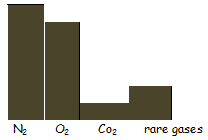 N₂ O₂ Co₂ rare gases